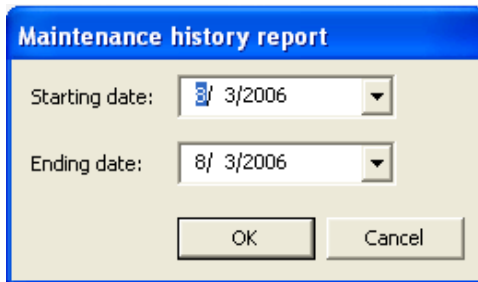 Maintenance history report
Starting date: 8/ 3/2006
Ending date: 8/ 3/2006
OK Cancel